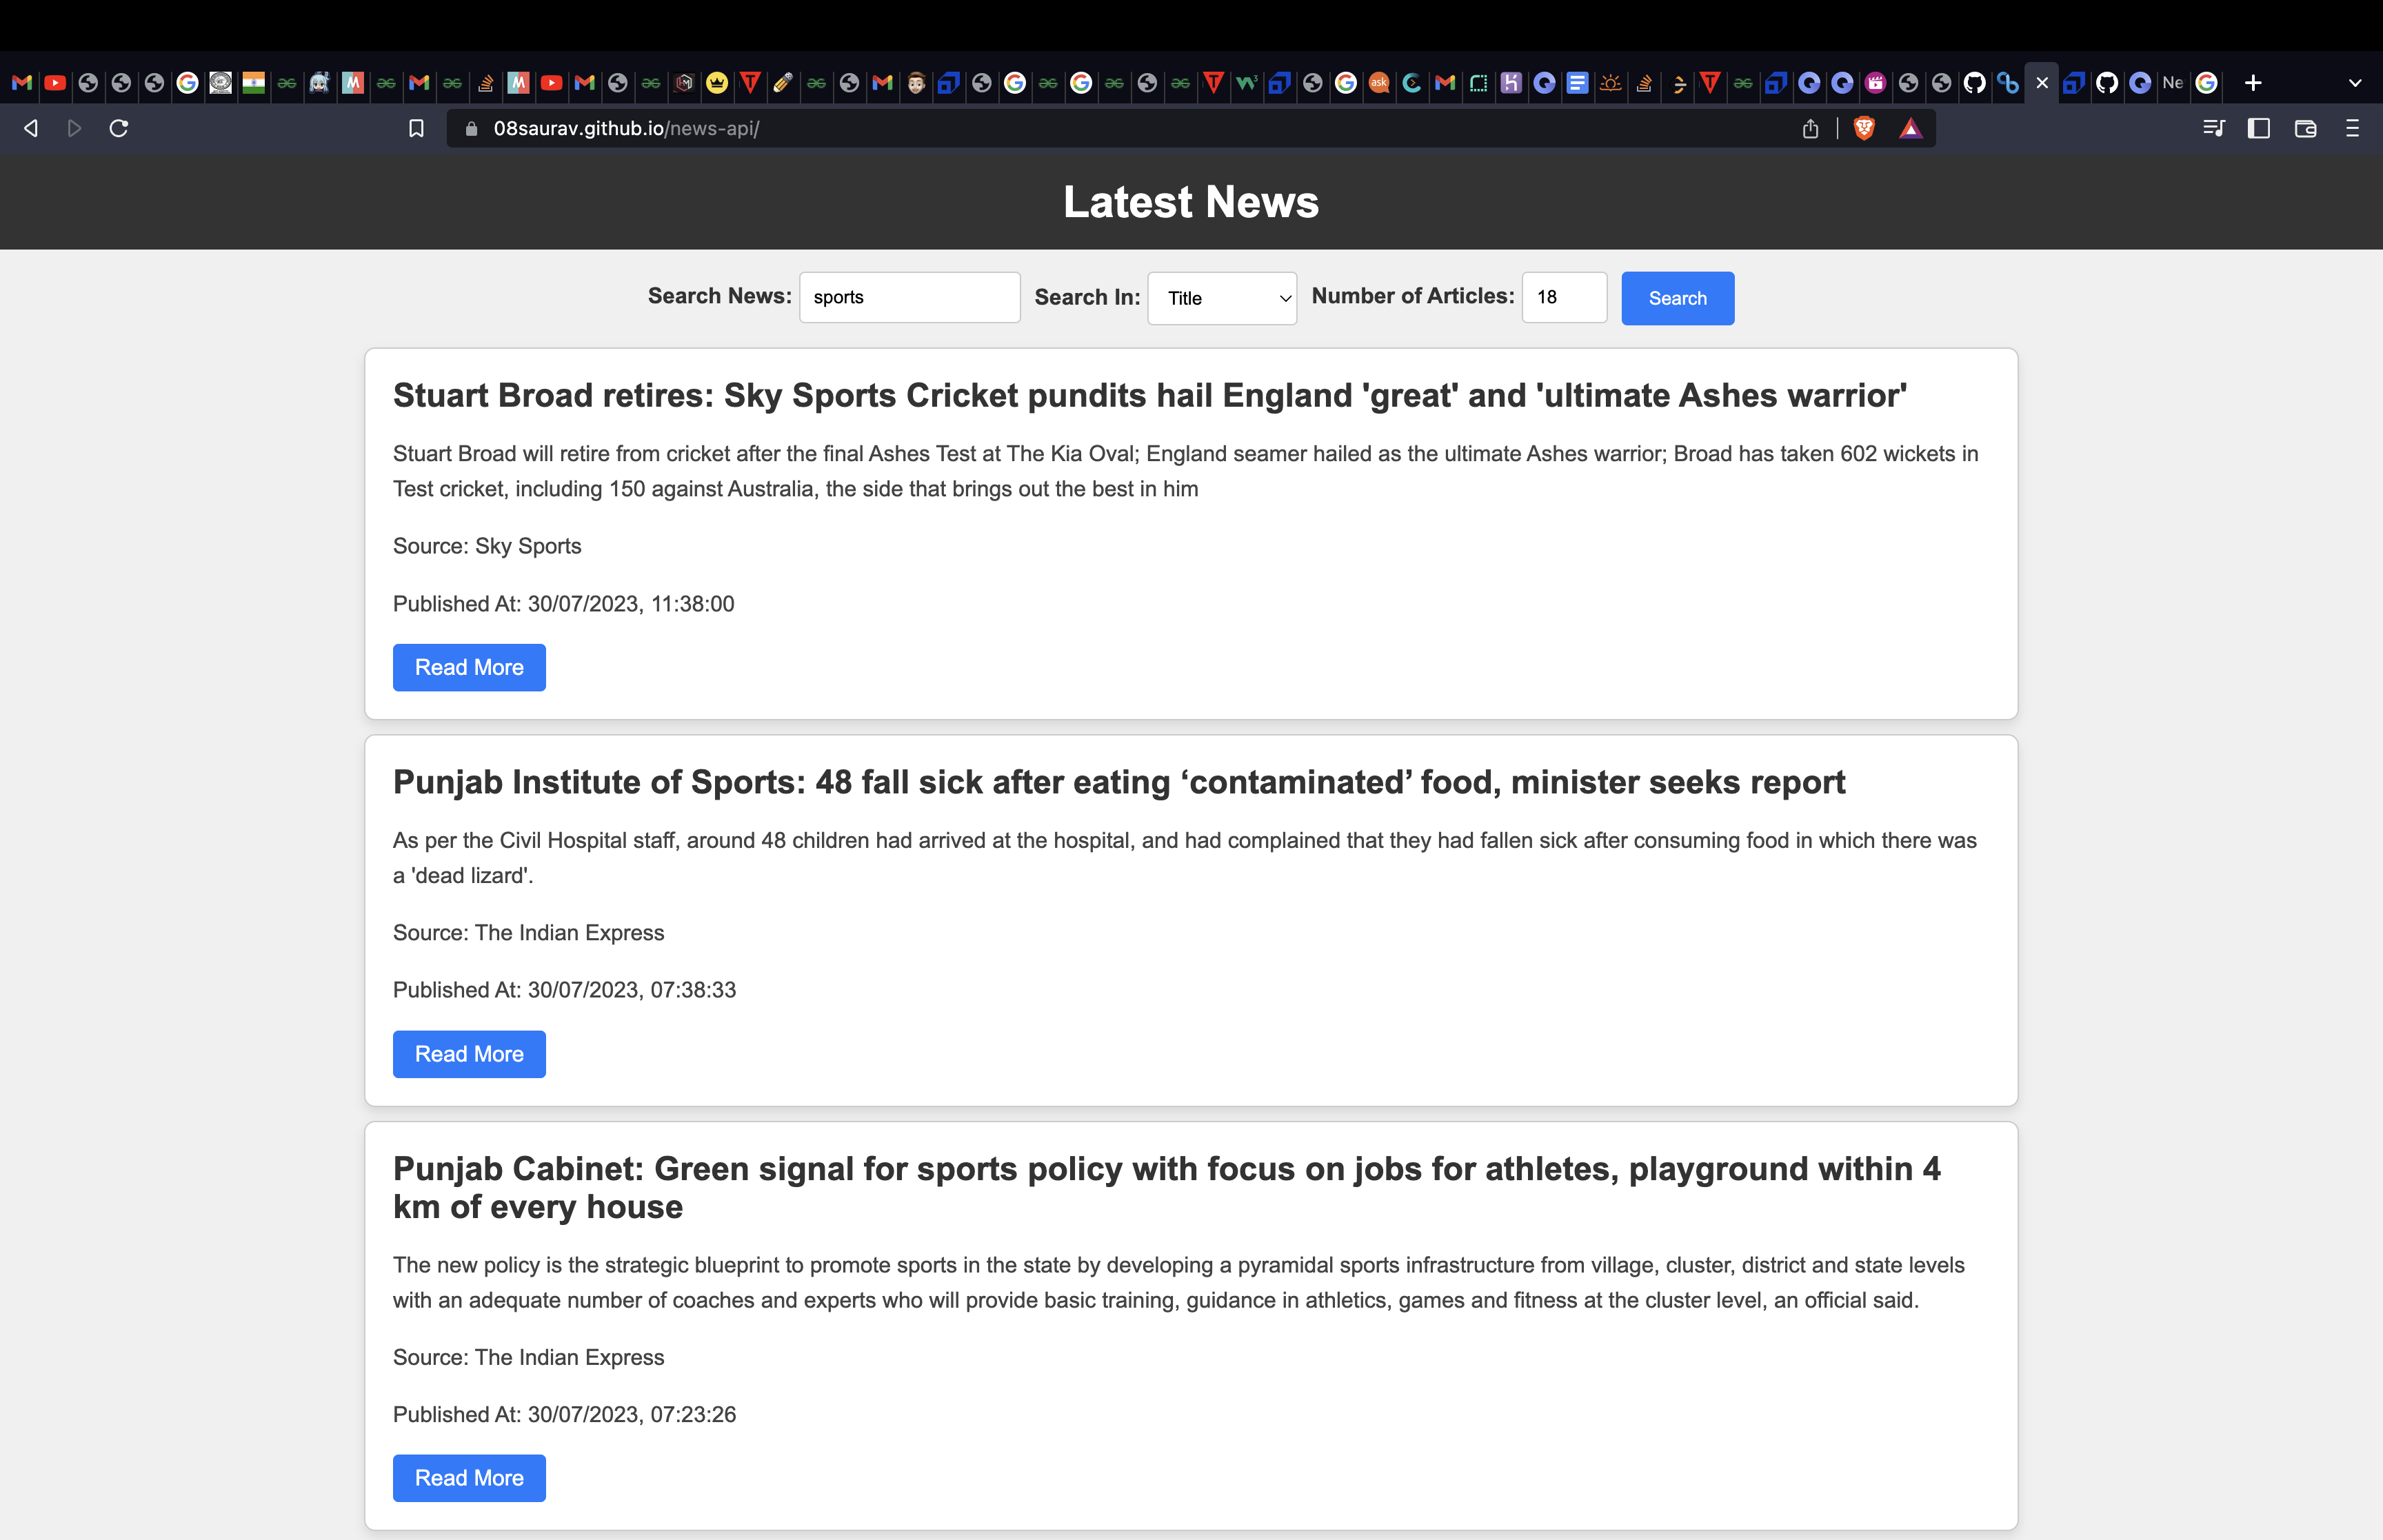 Ne
08saurav.github.io/news-api/
Latest News
Search News: sports Search In: Title Number of Articles: 18 Search
Stuart Broad retires: Sky Sports Cricket pundits hail England 'great' and 'ultimate Ashes warrior'
Stuart Broad will retire from cricket after the final Ashes Test at The Kia Oval; England seamer hailed as the ultimate Ashes warrior; Broad has taken 602 wickets in
Test cricket, including 150 against Australia, the side that brings out the best in him
Source: Sky Sports
Published At: 30/07/2023, 11:38:00
Read More
Punjab Institute of Sports: 48 fall sick after eating ‘contaminated’ food, minister seeks report
As per the Civil Hospital staff, around 48 children had arrived at the hospital, and had complained that they had fallen sick after consuming food in which there was
a 'dead lizard'.
Source: The Indian Express
Published At: 30/07/2023, 07:38:33
Read More
Punjab Cabinet: Green signal for sports policy with focus on jobs for athletes, playground within 4
km of every house
The new policy is the strategic blueprint to promote sports in the state by developing a pyramidal sports infrastructure from village, cluster, district and state levels
with an adequate number of coaches and experts who will provide basic training, guidance in athletics, games and fitness at the cluster level, an official said.
Source: The Indian Express
Published At: 30/07/2023, 07:23:26
Read More